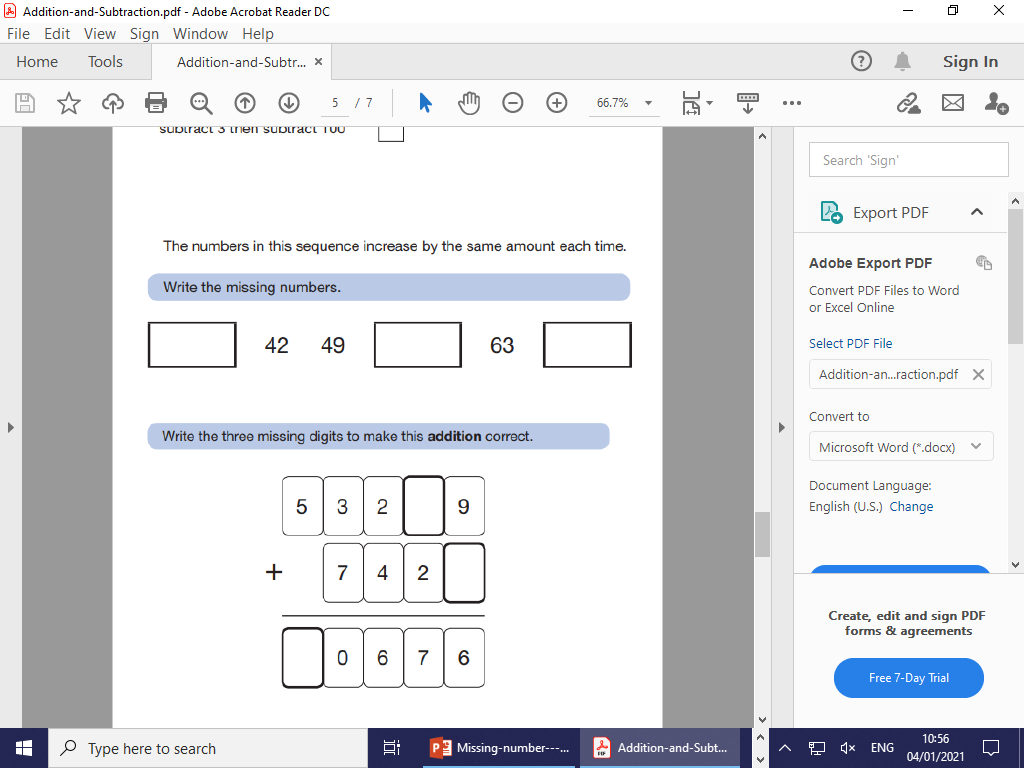 Addition-and-Subtraction.pdf - Adobe Acrobat Reader DC
File Edit View Sign Window Help
Home Tools Addition-and-Subtr... × ? Sign In
5 / 7 66.7%
subtract 3 then subtract 100
The numbers in this sequence increase by the same amount each time.
Write the missing numbers.
42 49 63
Write the three missing digits to make this addition correct.
5 3 2 9
+ 7 4 2
0 6 7 6
Search 'Sign'
Export PDF
Adobe Export PDF
Convert PDF Files to Word
or Excel Online
Select PDF File
Addition-an...raction.pdf
Convert to
Microsoft Word (*.docx)
Document Language:
English (U.S.) Change
Create, edit and sign PDF
forms & agreements
Free 7-Day Trial
Type here to search
Missing-number---...
Addition-and-Subt...
ENG
10:56
04/01/2021